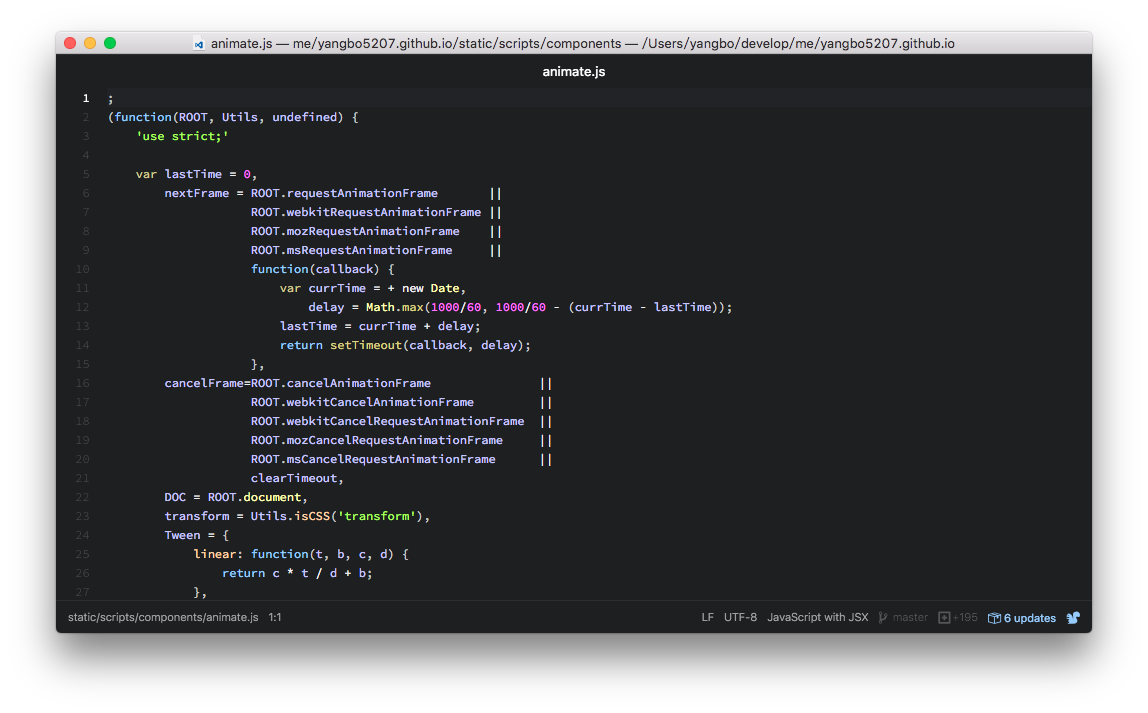 animate.js — me/yangbo5207.github.io/static/scripts/components — /Users/yangbo/develop/me/yangbo5207.github.io
animate.js
1 ;
2 (function(ROOT, Utils, undefined) {
3     'use strict;'
4
5     var lastTime = 0,
6         nextFrame = ROOT.requestAnimationFrame       ||
7                     ROOT.webkitRequestAnimationFrame ||
8                     ROOT.mozRequestAnimationFrame    ||
9                     ROOT.msRequestAnimationFrame     ||
10                     function(callback) {
11                         var currTime = + new Date,
12                             delay = Math.max(1000/60, 1000/60 - (currTime - lastTime));
13                         lastTime = currTime + delay;
14                         return setTimeout(callback, delay);
15                     },
16         cancelFrame=ROOT.cancelAnimationFrame               ||
17                     ROOT.webkitCancelAnimationFrame         ||
18                     ROOT.webkitCancelRequestAnimationFrame  ||
19                     ROOT.mozCancelRequestAnimationFrame     ||
20                     ROOT.msCancelRequestAnimationFrame      ||
21                     clearTimeout,
22         DOC = ROOT.document,
23         transform = Utils.isCSS('transform'),
24         Tween = {
25             linear: function(t, b, c, d) {
26                 return c * t / d + b;
27             },
static/scripts/components/animate.js 1:1 LF UTF-8 JavaScript with JSX master +195 6 updates